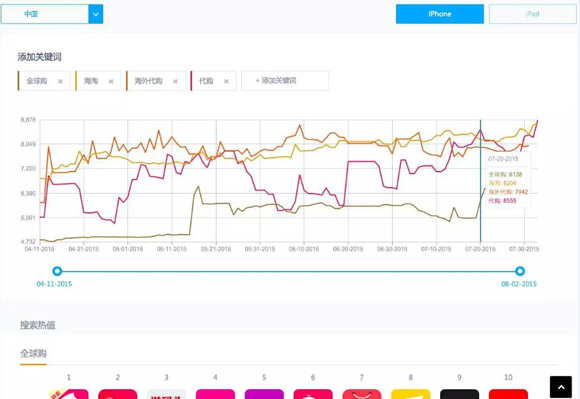 中国
iPhone
iPad
添加关键词
全球购 × 海淘 × 海外代购 × 代购 × + 添加关键词
8,878
8,049
7,220
6,390
5,561
4,732
07-20-2015
全球购: 6138
海淘: 8204
海外代购: 7942
代购: 8555
04-11-2015 04-21-2015 05-01-2015 05-11-2015 05-21-2015 05-31-2015 06-10-2015 06-20-2015 06-30-2015 07-10-2015 07-20-2015 07-30-2015
04-11-2015 08-02-2015
搜索热值
全球购
1 2 3 4 5 6 7 8 9 10